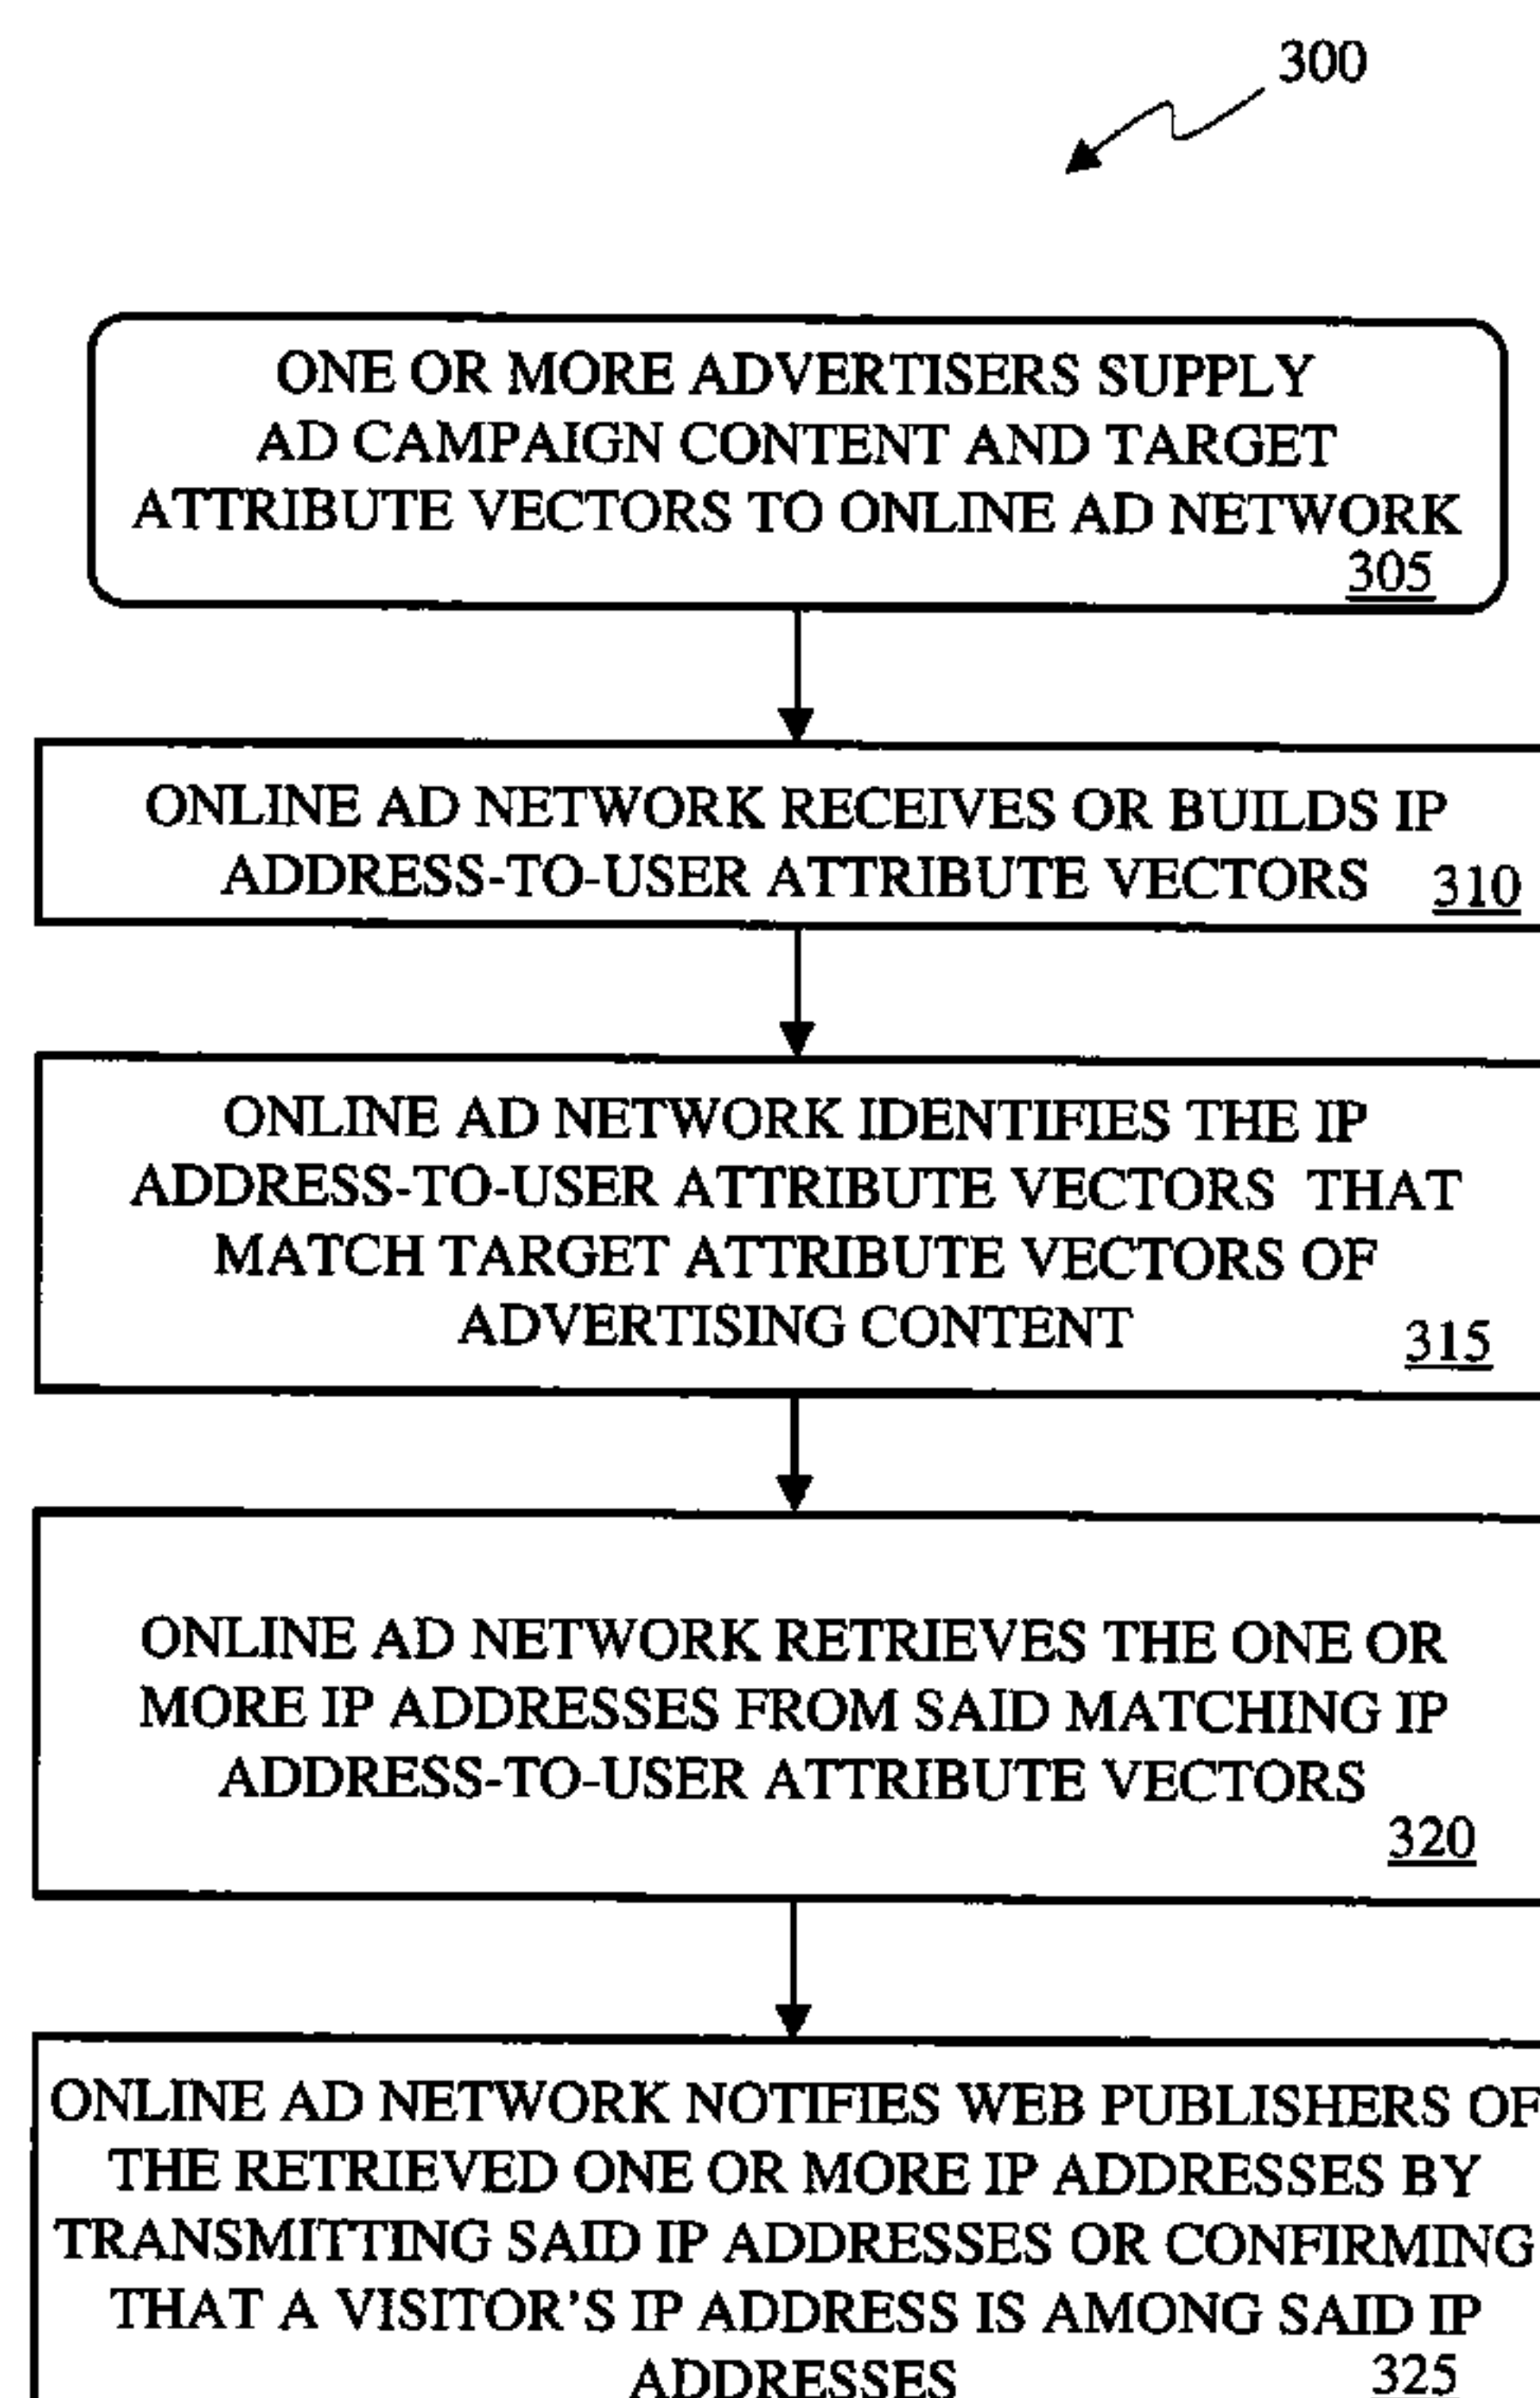 300
ONE OR MORE ADVERTISERS SUPPLY
AD CAMPAIGN CONTENT AND TARGET
ATTRIBUTE VECTORS TO ONLINE AD NETWORK
305
ONLINE AD NETWORK RECEIVES OR BUILDS IP
ADDRESS-TO-USER ATTRIBUTE VECTORS
310
ONLINE AD NETWORK IDENTIFIES THE IP
ADDRESS-TO-USER ATTRIBUTE VECTORS THAT
MATCH TARGET ATTRIBUTE VECTORS OF
ADVERTISING CONTENT
315
ONLINE AD NETWORK RETRIEVES THE ONE OR
MORE IP ADDRESSES FROM SAID MATCHING IP
ADDRESS-TO-USER ATTRIBUTE VECTORS
320
ONLINE AD NETWORK NOTIFIES WEB PUBLISHERS OF
THE RETRIEVED ONE OR MORE IP ADDRESSES BY
TRANSMITTING SAID IP ADDRESSES OR CONFIRMING
THAT A VISITOR'S IP ADDRESS IS AMONG SAID IP
ADDRESSES
325